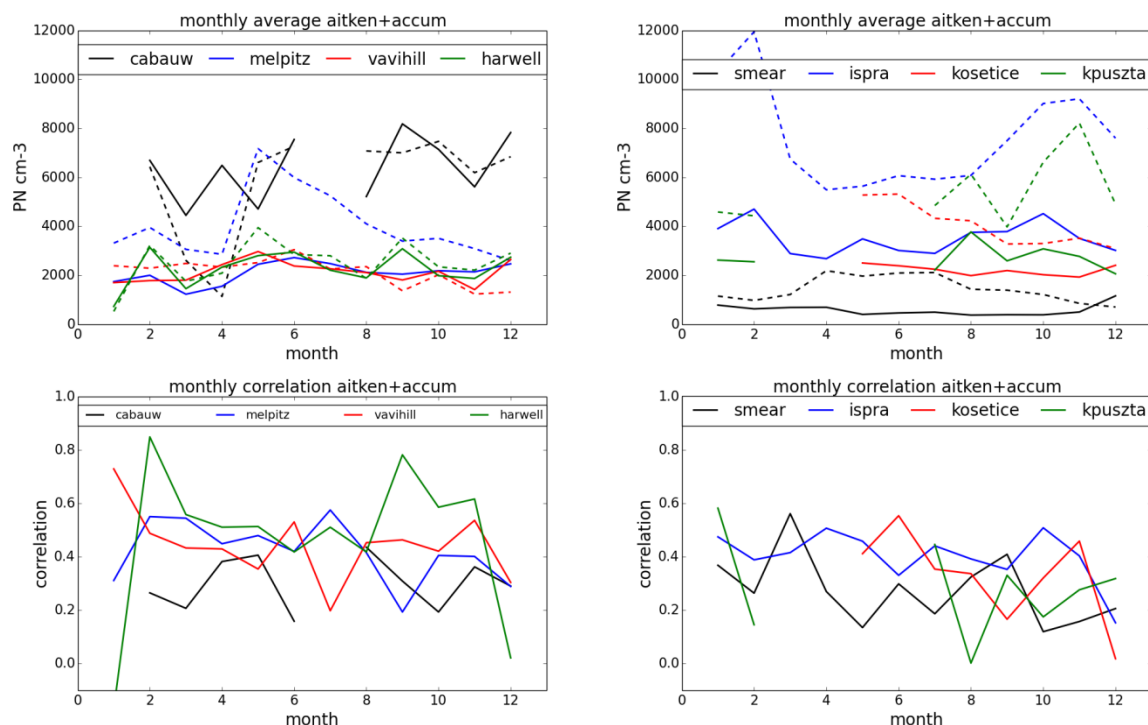 monthly average aitken+accum
12000
cabauw melpitz vavihill harwell
10000
8000
6000
4000
2000
0
PN cm-3
0 2 4 6 8 10 12
month
monthly average aitken+accum
12000
smear ispra kosetice kpuszta
10000
8000
6000
4000
2000
0
PN cm-3
0 2 4 6 8 10 12
month
monthly correlation aitken+accum
1.0
cabauw melpitz vavihill harwell
0.8
0.6
0.4
0.2
0.0
correlation
0 2 4 6 8 10 12
month
monthly correlation aitken+accum
1.0
smear ispra kosetice kpuszta
0.8
0.6
0.4
0.2
0.0
correlation
0 2 4 6 8 10 12
month